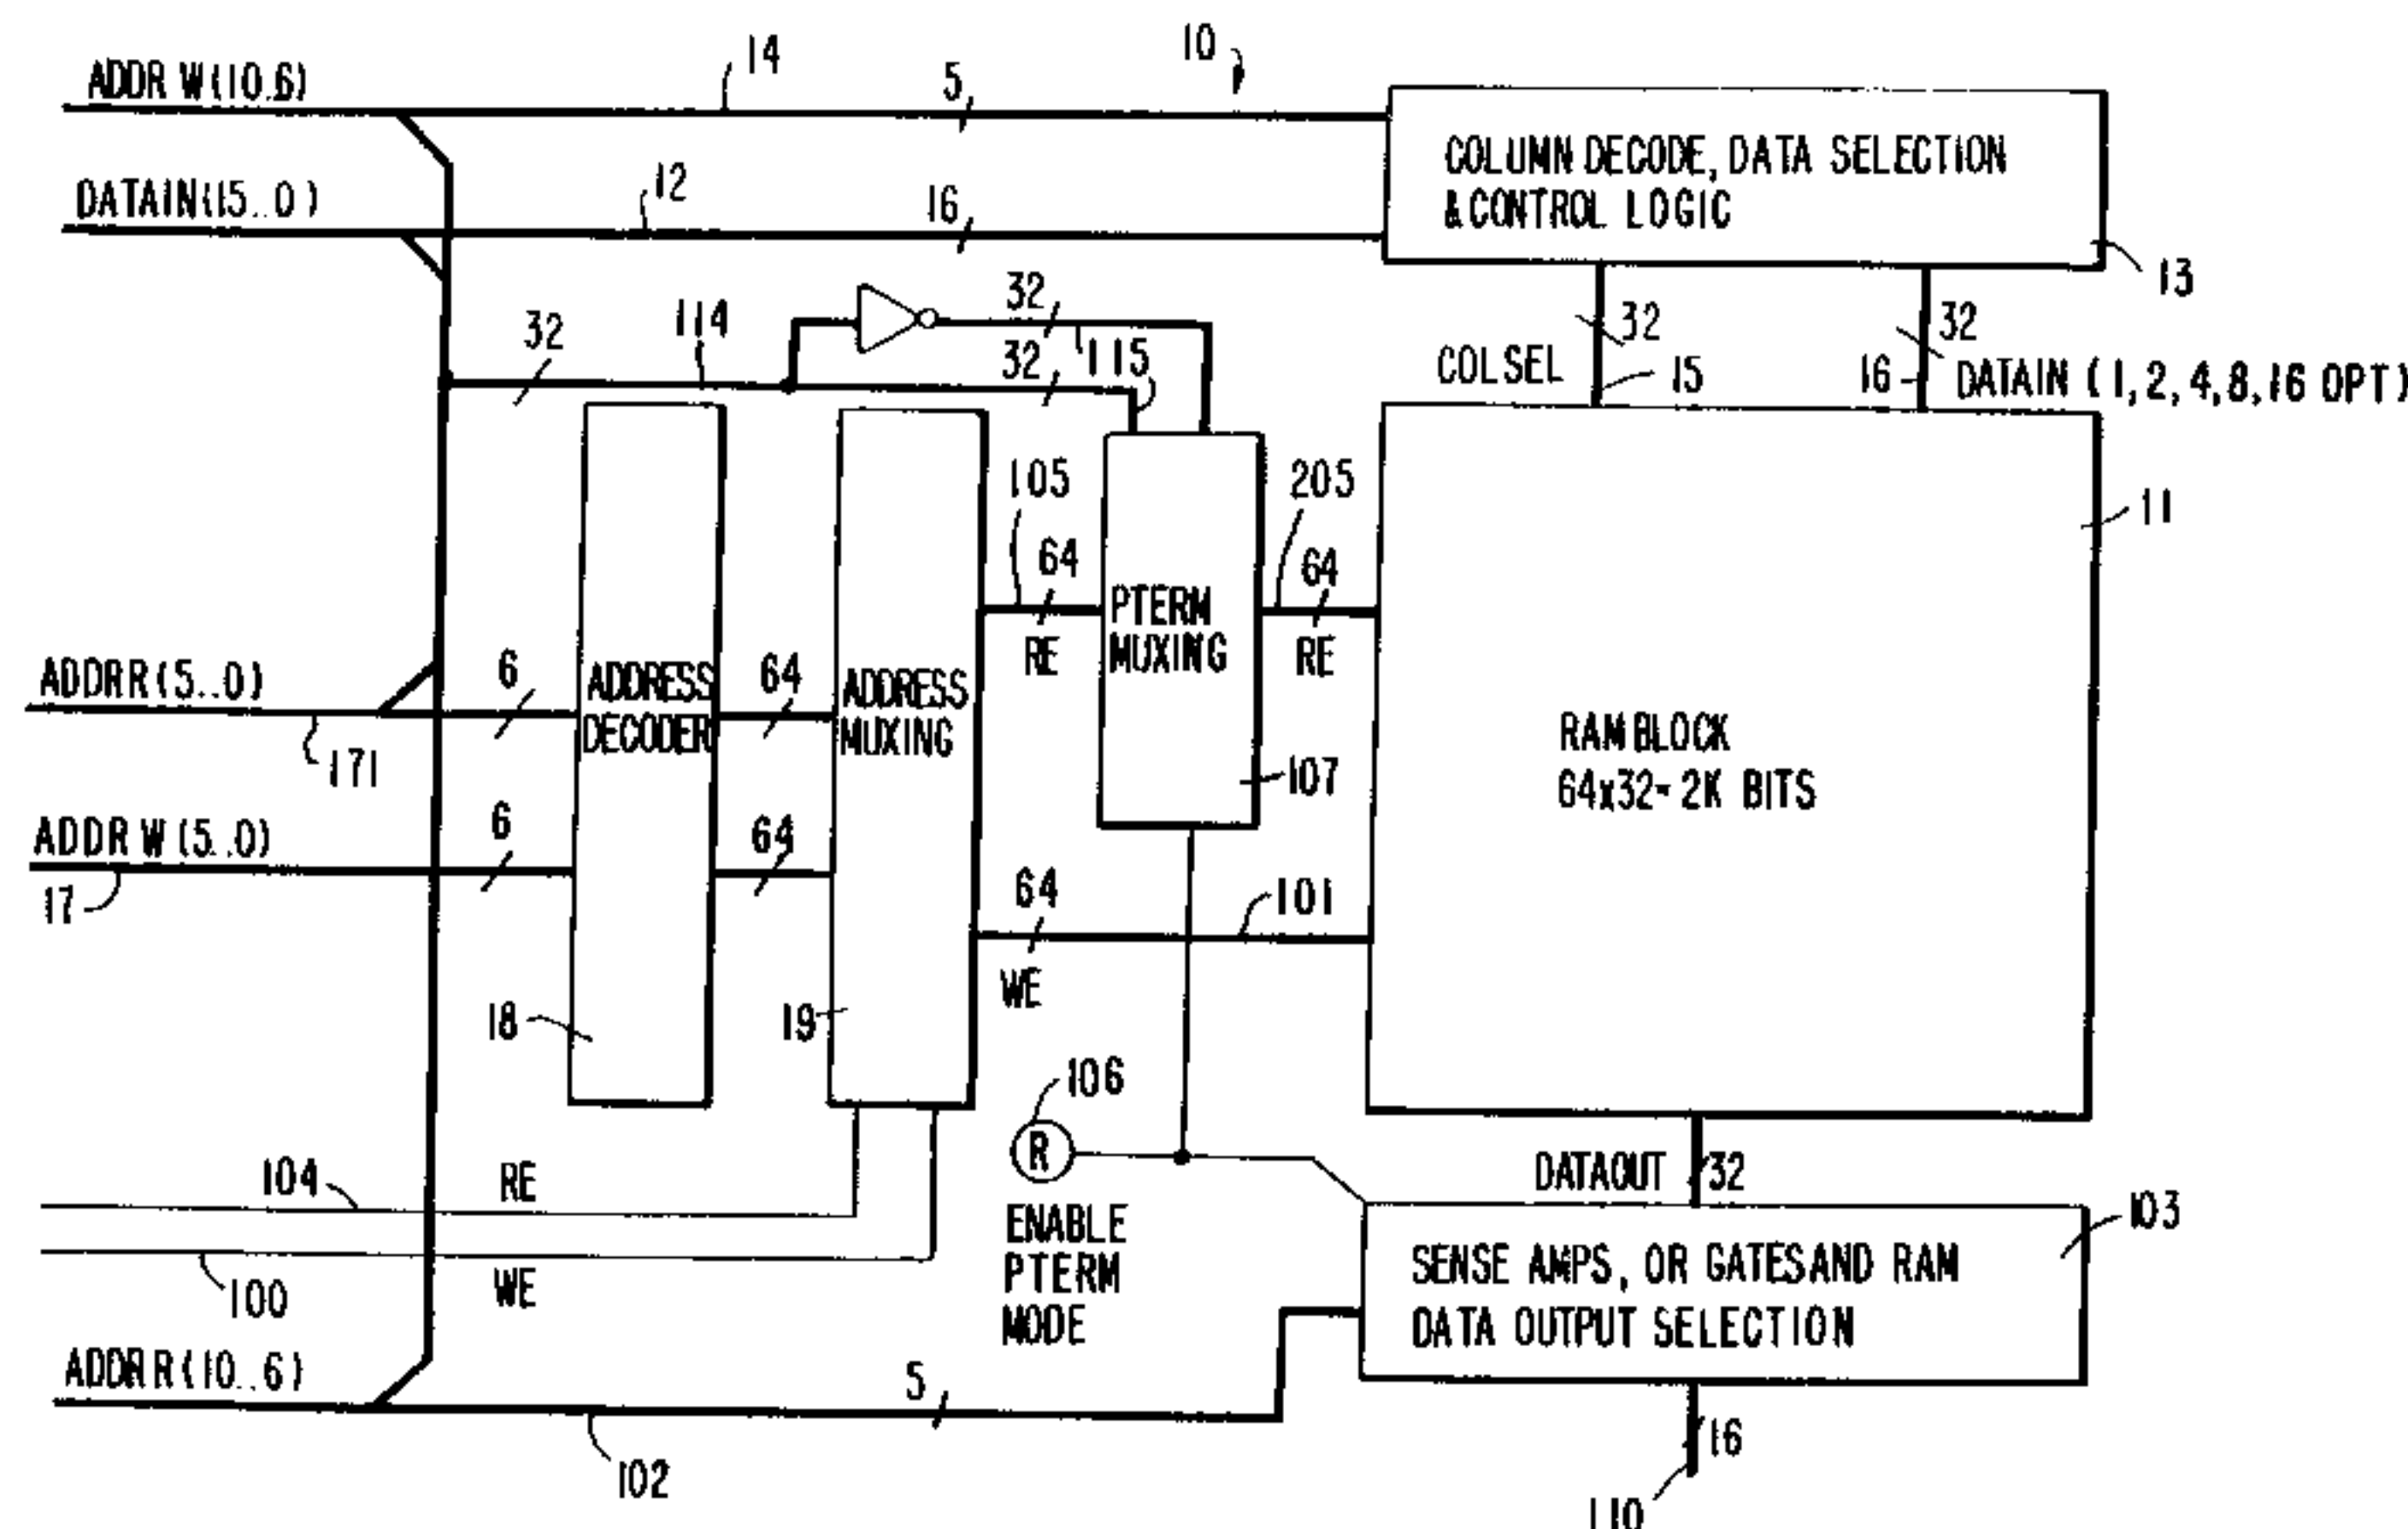 ADDR W(10..6)
14
5
10
DATAIN(15..0)
12
16
COLUMN DECODE, DATA SELECTION
& CONTROL LOGIC
13
32
114
32
32
115
COLSEL
32
15
16
32
DATAIN (1,2,4,8,16 OPT)
105
205
11
64
RE
PTERM
MUXING
64
RE
ADDRR(5..0)
171
6
ADDRESS
DECODER
64
ADDRESS
MUXING
107
RAM BLOCK
64x32=2K BITS
ADDR W(5..0)
17
6
64
64
WE
101
18
19
106
R
ENABLE
PTERM
MODE
104
RE
100
WE
DATAOUT
32
103
SENSE AMPS, OR GATES AND RAM
DATA OUTPUT SELECTION
ADDRR(10..6)
5
102
16
110